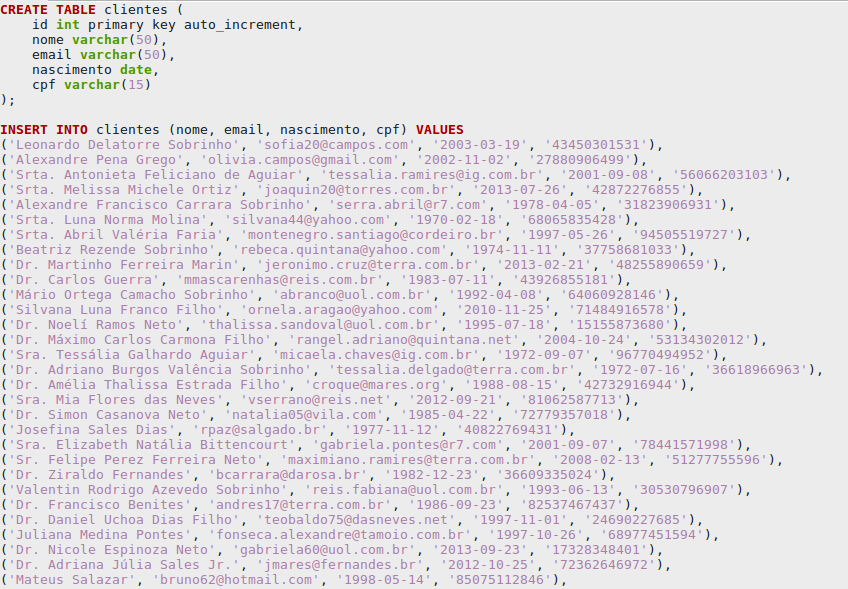 CREATE TABLE clientes (
    id int primary key auto_increment,
    nome varchar(50),
    email varchar(50),
    nascimento date,
    cpf varchar(15)
);

INSERT INTO clientes (nome, email, nascimento, cpf) VALUES
('Leonardo Delatorre Sobrinho', 'sofia20@campos.com', '2003-03-19', '43450301531'),
('Alexandre Pena Grego', 'olivia.campos@gmail.com', '2002-11-02', '27880906499'),
('Srta. Antonieta Feliciano de Aguiar', 'tessalia.ramires@ig.com.br', '2001-09-08', '56066203103'),
('Srta. Melissa Michele Ortiz', 'joaquin20@torres.com.br', '2013-07-26', '42872276855'),
('Alexandre Francisco Carrara Sobrinho', 'serra.abril@r7.com', '1978-04-05', '31823906931'),
('Srta. Luna Norma Molina', 'silvana44@yahoo.com', '1970-02-18', '68065835428'),
('Srta. Abril Valéria Faria', 'montenegro.santiago@cordeiro.br', '1997-05-26', '94505519727'),
('Beatriz Rezende Sobrinho', 'rebeca.quintana@yahoo.com', '1974-11-11', '37758681033'),
('Dr. Martinho Ferreira Marin', 'jeronimo.cruz@terra.com.br', '2013-02-21', '48255890659'),
('Dr. Carlos Guerra', 'mmascarenhas@reis.com.br', '1983-07-11', '43926855181'),
('Mário Ortega Camacho Sobrinho', 'abranco@uol.com.br', '1992-04-08', '64060928146'),
('Silvana Luna Franco Filho', 'ornela.aragao@yahoo.com', '2010-11-25', '71484916578'),
('Dr. Noelí Ramos Neto', 'thalissa.sandoval@uol.com.br', '1995-07-18', '15155873680'),
('Dr. Máximo Carlos Carmona Filho', 'rangel.adriano@quintana.net', '2004-10-24', '53134302012'),
('Sra. Tessália Galhardo Aguiar', 'micaela.chaves@ig.com.br', '1972-09-07', '96770494952'),
('Dr. Adriano Burgos Valência Sobrinho', 'tessalia.delgado@terra.com.br', '1972-07-16', '36618966963'),
('Dr. Amélia Thalissa Estrada Filho', 'croque@mares.org', '1988-08-15', '42732916944'),
('Sra. Mia Flores das Neves', 'vserrano@reis.net', '2012-09-21', '81062587713'),
('Dr. Simon Casanova Neto', 'natalia05@vila.com', '1985-04-22', '72779357018'),
('Josefina Sales Dias', 'rpaz@salgado.br', '1977-11-12', '40822769431'),
('Sra. Elizabeth Natália Bittencourt', 'gabriela.pontes@r7.com', '2001-09-07', '78441571998'),
('Sr. Felipe Perez Ferreira Neto', 'maximiano.ramires@terra.com.br', '2008-02-13', '51277755596'),
('Dr. Ziraldo Fernandes', 'bcarrara@darosa.br', '1982-12-23', '36609335024'),
('Valentin Rodrigo Azevedo Sobrinho', 'reis.fabiana@uol.com.br', '1993-06-13', '30530796907'),
('Dr. Francisco Benites', 'andres17@terra.com.br', '1986-09-23', '82537467437'),
('Dr. Daniel Uchoa Dias Filho', 'teobaldo75@dasneves.net', '1997-11-01', '24690227685'),
('Juliana Medina Pontes', 'fonseca.alexandre@tamoio.com.br', '1997-10-26', '68977451594'),
('Dr. Nicole Espinoza Neto', 'gabriela60@uol.com.br', '2013-09-23', '17328348401'),
('Dr. Adriana Júlia Sales Jr.', 'jmares@fernandes.br', '2012-10-25', '72362646972'),
('Mateus Salazar', 'bruno62@hotmail.com', '1998-05-14', '85075112846'),